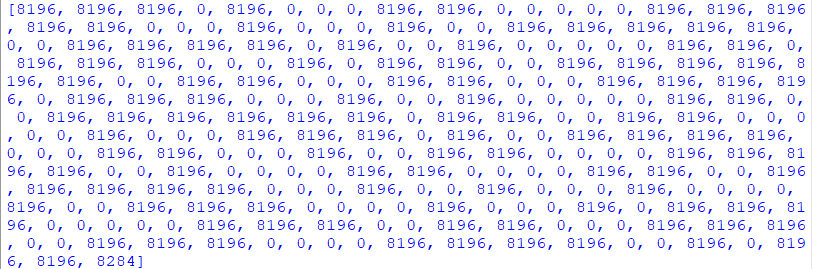 [8196, 8196, 8196, 0, 8196, 0, 0, 0, 8196, 8196, 0, 0, 0, 0, 0, 8196, 8196, 8196
, 8196, 8196, 0, 0, 0, 8196, 0, 0, 0, 8196, 0, 0, 8196, 8196, 8196, 8196, 8196,
0, 0, 8196, 8196, 8196, 8196, 0, 8196, 0, 0, 8196, 0, 0, 0, 0, 0, 8196, 8196, 0,
 8196, 8196, 8196, 0, 0, 0, 8196, 0, 8196, 8196, 0, 0, 8196, 8196, 8196, 8196, 8
196, 8196, 0, 0, 8196, 8196, 0, 0, 0, 8196, 8196, 0, 0, 0, 8196, 8196, 8196, 819
6, 0, 8196, 8196, 8196, 0, 0, 0, 8196, 0, 0, 8196, 0, 0, 0, 0, 0, 8196, 8196, 0,
 0, 8196, 8196, 8196, 8196, 8196, 8196, 0, 8196, 8196, 0, 0, 8196, 8196, 0, 0, 0
, 0, 0, 8196, 0, 0, 0, 8196, 8196, 8196, 0, 8196, 0, 0, 8196, 8196, 8196, 8196,
0, 0, 0, 8196, 8196, 0, 0, 0, 8196, 0, 0, 8196, 8196, 0, 0, 0, 0, 8196, 8196, 81
96, 8196, 0, 0, 8196, 0, 0, 0, 0, 8196, 8196, 0, 0, 0, 0, 8196, 8196, 0, 0, 8196
, 8196, 8196, 8196, 8196, 0, 0, 0, 8196, 0, 0, 8196, 0, 0, 8196, 8196, 0, 0, 0,
8196, 0, 0, 8196, 8196, 8196, 0, 0, 0, 0, 8196, 0, 0, 0, 8196, 0, 8196, 8196, 81
96, 0, 0, 0, 0, 0, 8196, 8196, 8196, 0, 0, 8196, 8196, 0, 0, 0, 8196, 8196, 8196
, 0, 0, 8196, 8196, 8196, 0, 0, 0, 0, 8196, 8196, 8196, 8196, 0, 0, 8196, 0, 819
6, 8196, 8284]